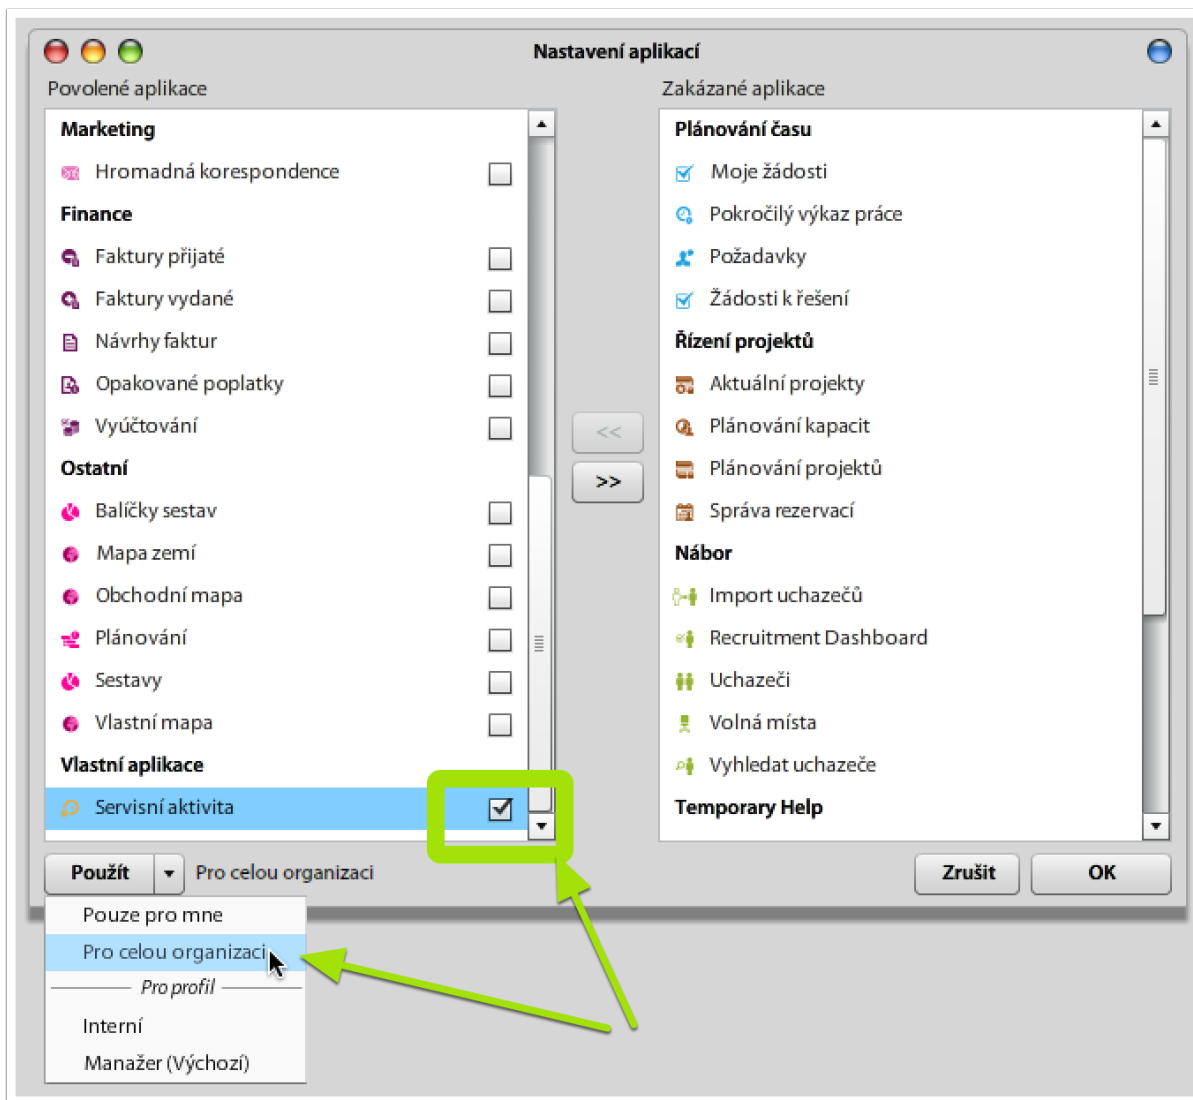 Nastavení aplikací
Povolené aplikace
Marketing
Hromadná korespondence
Finance
Faktury přijaté
Faktury vydané
Návrhy faktur
Opakované poplatky
Vyúčtování
Ostatní
Balíčky sestav
Mapa zemí
Obchodní mapa
Plánování
Sestavy
Vlastní mapa
Vlastní aplikace
Servisní aktivita
<<
>>
Zakázané aplikace
Plánování času
Moje žádosti
Pokročilý výkaz práce
Požadavky
Žádosti k řešení
Řízení projektů
Aktuální projekty
Plánování kapacit
Plánování projektů
Správa rezervací
Nábor
Import uchazečů
Recruitment Dashboard
Uchazeči
Volná místa
Vyhledat uchazeče
Temporary Help
Použít
Pro celou organizaci
Zrušit
OK
Pouze pro mne
Pro celou organizaci
Pro profil
Interní
Manažer (Výchozí)